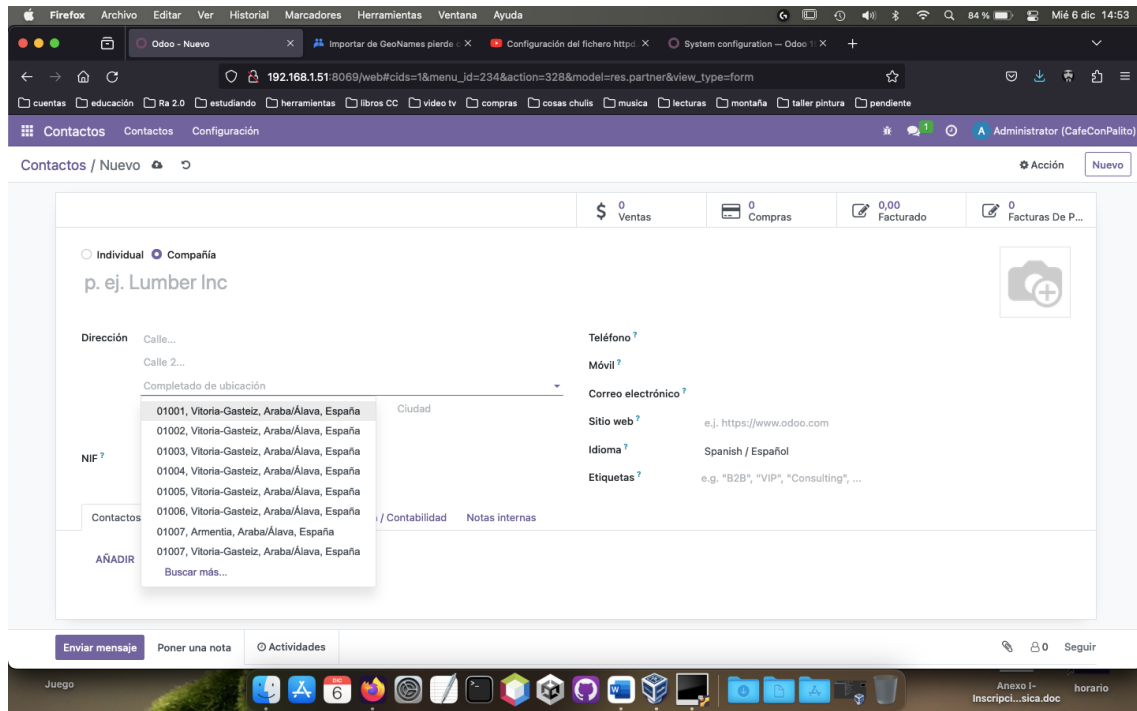 Firefox Archivo Editar Ver Historial Marcadores Herramientas Ventana Ayuda 84 % Mié 6 dic 14:53
Odoo - Nuevo Importar de GeoNames pierde c Configuración del fichero httpd. System configuration — Odoo 1
192.168.1.51:8069/web#cids=1&menu_id=234&action=328&model=res.partner&view_type=form
cuentas educación Ra 2.0 estudiando herramientas libros CC video tv compras cosas chulis musica lecturas montaña taller pintura pendiente
Contactos Contactos Configuración 1 A Administrator (CafeConPalito)
Contactos / Nuevo Acción Nuevo
0 Ventas 0 Compras 0,00 Facturado 0 Facturas De P...
Individual Compañía
p. ej. Lumber Inc
Dirección Calle... Teléfono ?
Calle 2... Móvil ?
Completado de ubicación Correo electrónico ?
Ciudad
01001, Vitoria-Gasteiz, Araba/Álava, España
Sitio web ? e.j. https://www.odoo.com
01002, Vitoria-Gasteiz, Araba/Álava, España
01003, Vitoria-Gasteiz, Araba/Álava, España
Idioma ? Spanish / Español
NIF ?
01004, Vitoria-Gasteiz, Araba/Álava, España
Etiquetas ? e.g. "B2B", "VIP", "Consulting", ...
01005, Vitoria-Gasteiz, Araba/Álava, España
01006, Vitoria-Gasteiz, Araba/Álava, España
Contactos / Contabilidad Notas internas
01007, Armentia, Araba/Álava, España
01007, Vitoria-Gasteiz, Araba/Álava, España
AÑADIR
Buscar más...
Enviar mensaje Poner una nota Actividades 0 Seguir
Juego DIC 6 Anexo I-Inscripci...sica.doc horario